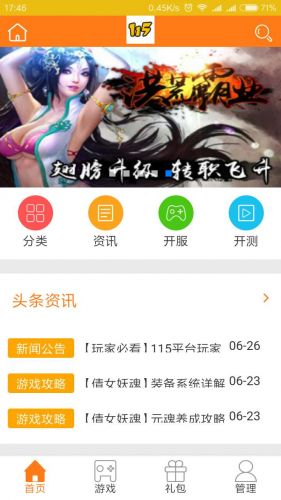 17:46
0.45K/s
71%
115
洪荒霸业
翅膀升级 转职飞升
分类 资讯 开服 开测
头条资讯
新闻公告 【玩家必看】115平台玩家 06-26
游戏攻略 【倩女妖魂】装备系统详解 06-23
游戏攻略 【倩女妖魂】元魂养成攻略 06-23
首页 游戏 礼包 管理